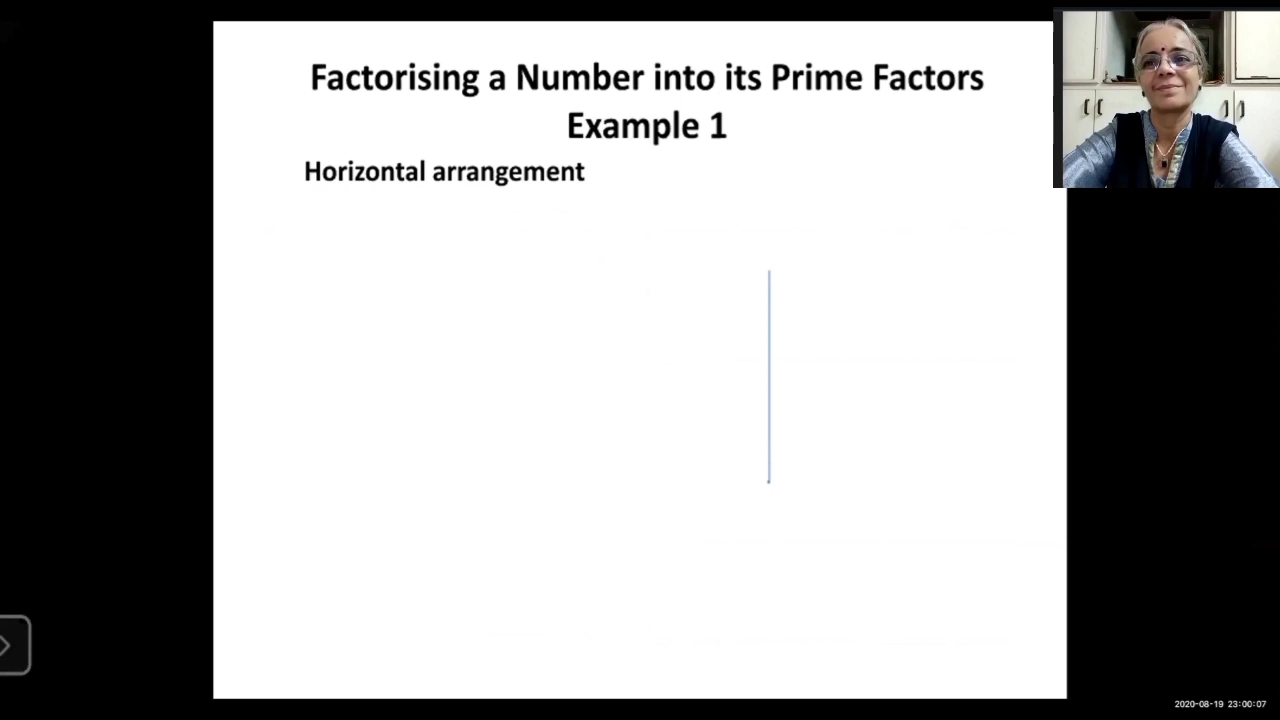 Factorising a Number into its Prime Factors
Example 1
Horizontal arrangement
2020-08-19 23:00:07